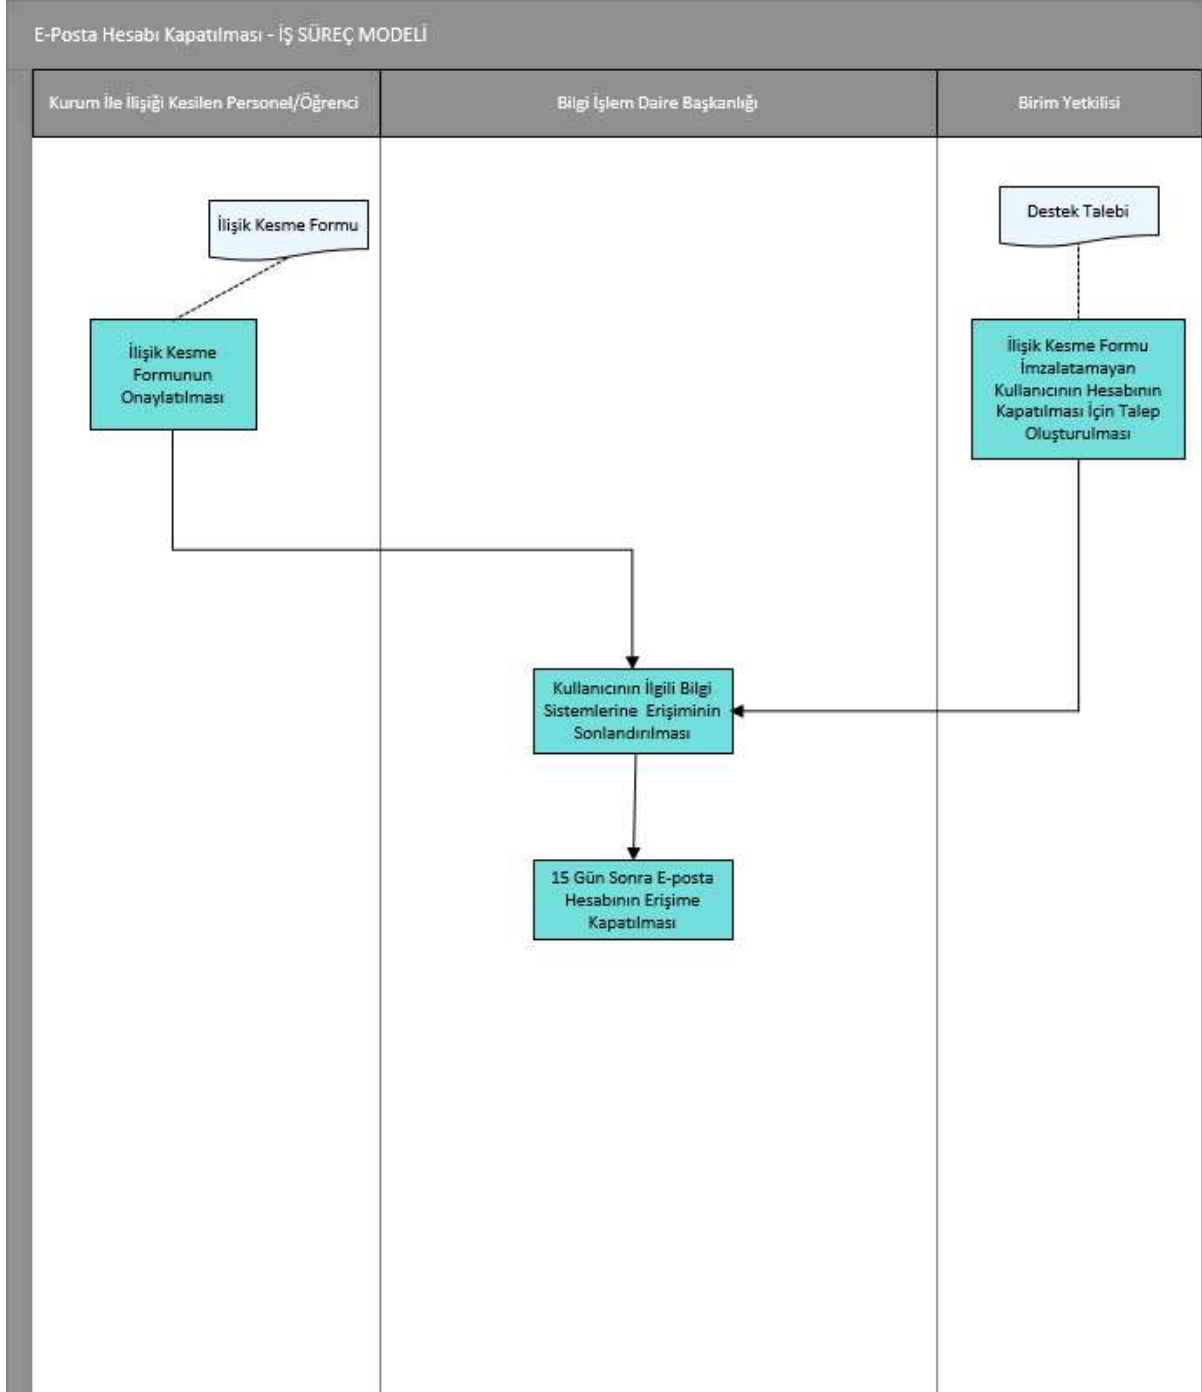 E-Posta Hesabı Kapatılması - İŞ SÜREÇ MODELİ
Kurum İle İlişiği Kesilen Personel/Öğrenci
Bilgi İşlem Daire Başkanlığı
Birim Yetkilisi
İlişik Kesme Formu
Destek Talebi
İlişik Kesme
Formunun
Onaylatılması
İlişik Kesme Formu
İmzalatamayan
Kullanıcının Hesabının
Kapatılması İçin Talep
Oluşturulması
Kullanıcının İlgili Bilgi
Sistemlerine Erişiminin
Sonlandırılması
15 Gün Sonra E-posta
Hesabının Erişime
Kapatılması